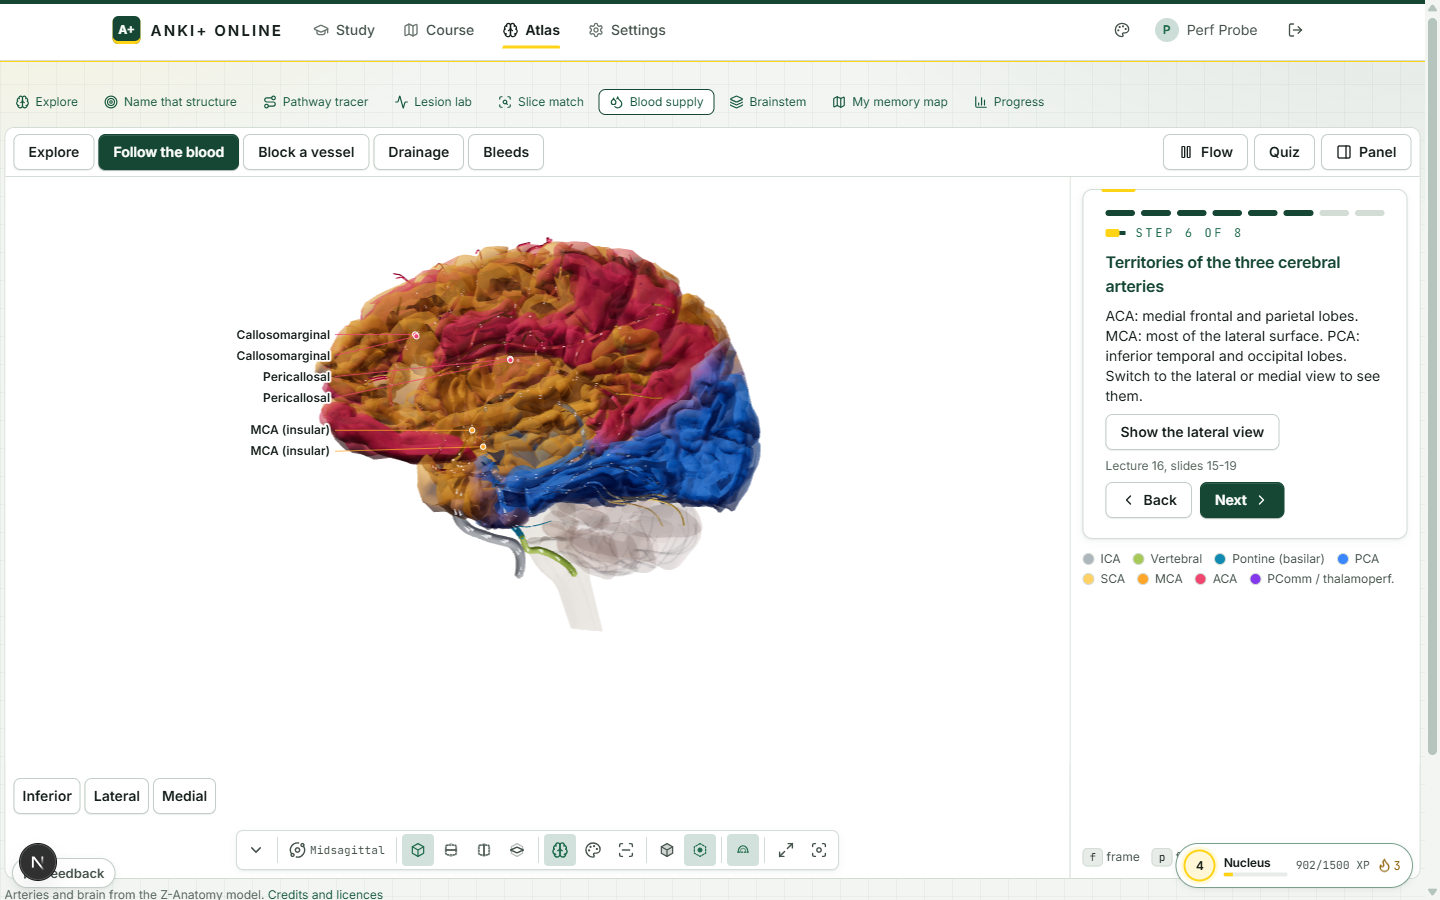 A+ ANKI+ ONLINE Study Course Atlas Settings P Perf Probe
Explore Name that structure Pathway tracer Lesion lab Slice match Blood supply Brainstem My memory map Progress
Explore Follow the blood Block a vessel Drainage Bleeds Flow Quiz Panel
Callosomarginal
Callosomarginal
Pericallosal
Pericallosal
MCA (insular)
MCA (insular)
STEP 6 OF 8
Territories of the three cerebral
arteries
ACA: medial frontal and parietal lobes.
MCA: most of the lateral surface. PCA:
inferior temporal and occipital lobes.
Switch to the lateral or medial view to see
them.
Show the lateral view
Lecture 16, slides 15-19
Back Next
ICA Vertebral Pontine (basilar) PCA
SCA MCA ACA PComm / thalamoperf.
Inferior Lateral Medial
Midsagittal
f frame p
4 Nucleus 902/1500 XP 3
N eedback
Arteries and brain from the Z-Anatomy model. Credits and licences